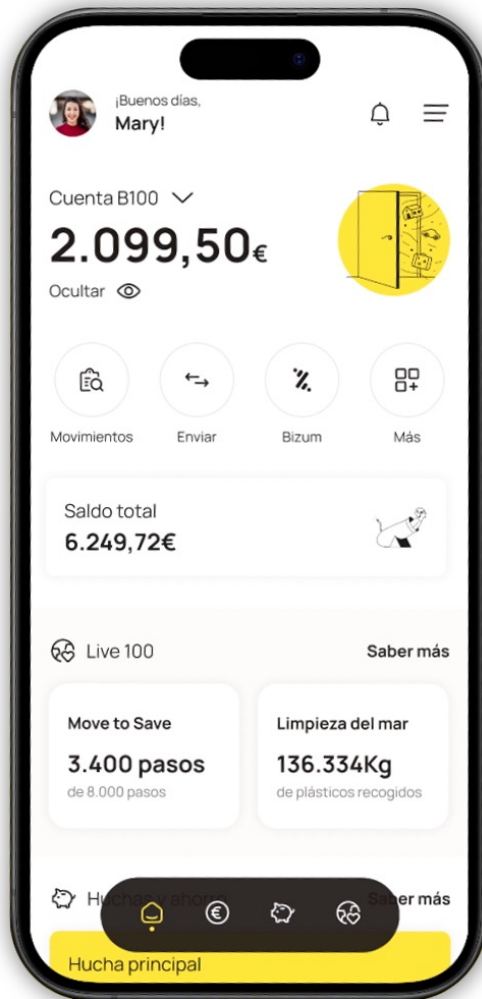 ¡Buenos días,
Mary!
Cuenta B100
2.099,50€
Ocultar
Movimientos Enviar Bizum Más
Saldo total
6.249,72€
Live 100 Saber más
Move to Save Limpieza del mar
3.400 pasos 136.334Kg
de 8.000 pasos de plásticos recogidos
Huchas y ahorro Saber más
Hucha principal